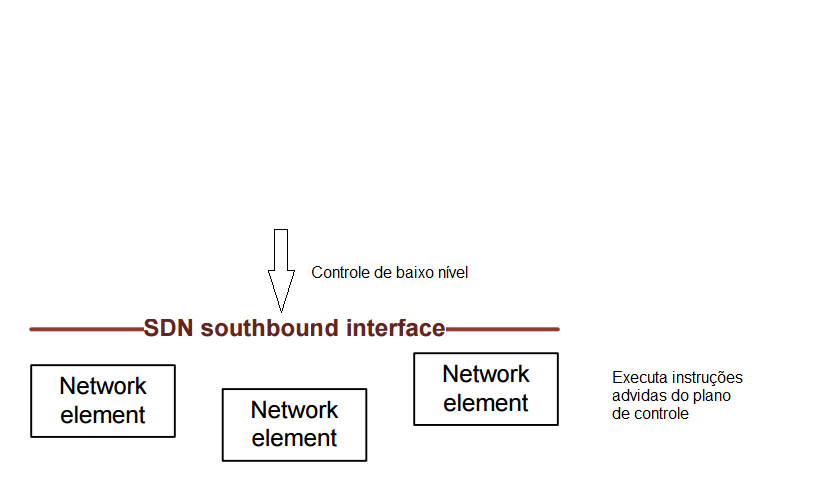 Controle de baixo nível
SDN southbound interface
Network
element
Network
element
Network
element
Executa instruções
advidas do plano
de controle